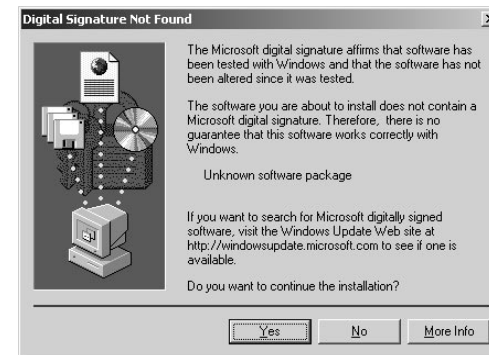 Digital Signature Not Found
The Microsoft digital signature affirms that software has
been tested with Windows and that the software has not
been altered since it was tested.
The software you are about to install does not contain a
Microsoft digital signature. Therefore, there is no
guarantee that this software works correctly with
Windows.
Unknown software package
If you want to search for Microsoft digitally signed
software, visit the Windows Update Web site at
http://windowsupdate.microsoft.com to see if one is
available.
Do you want to continue the installation?
Yes No More Info